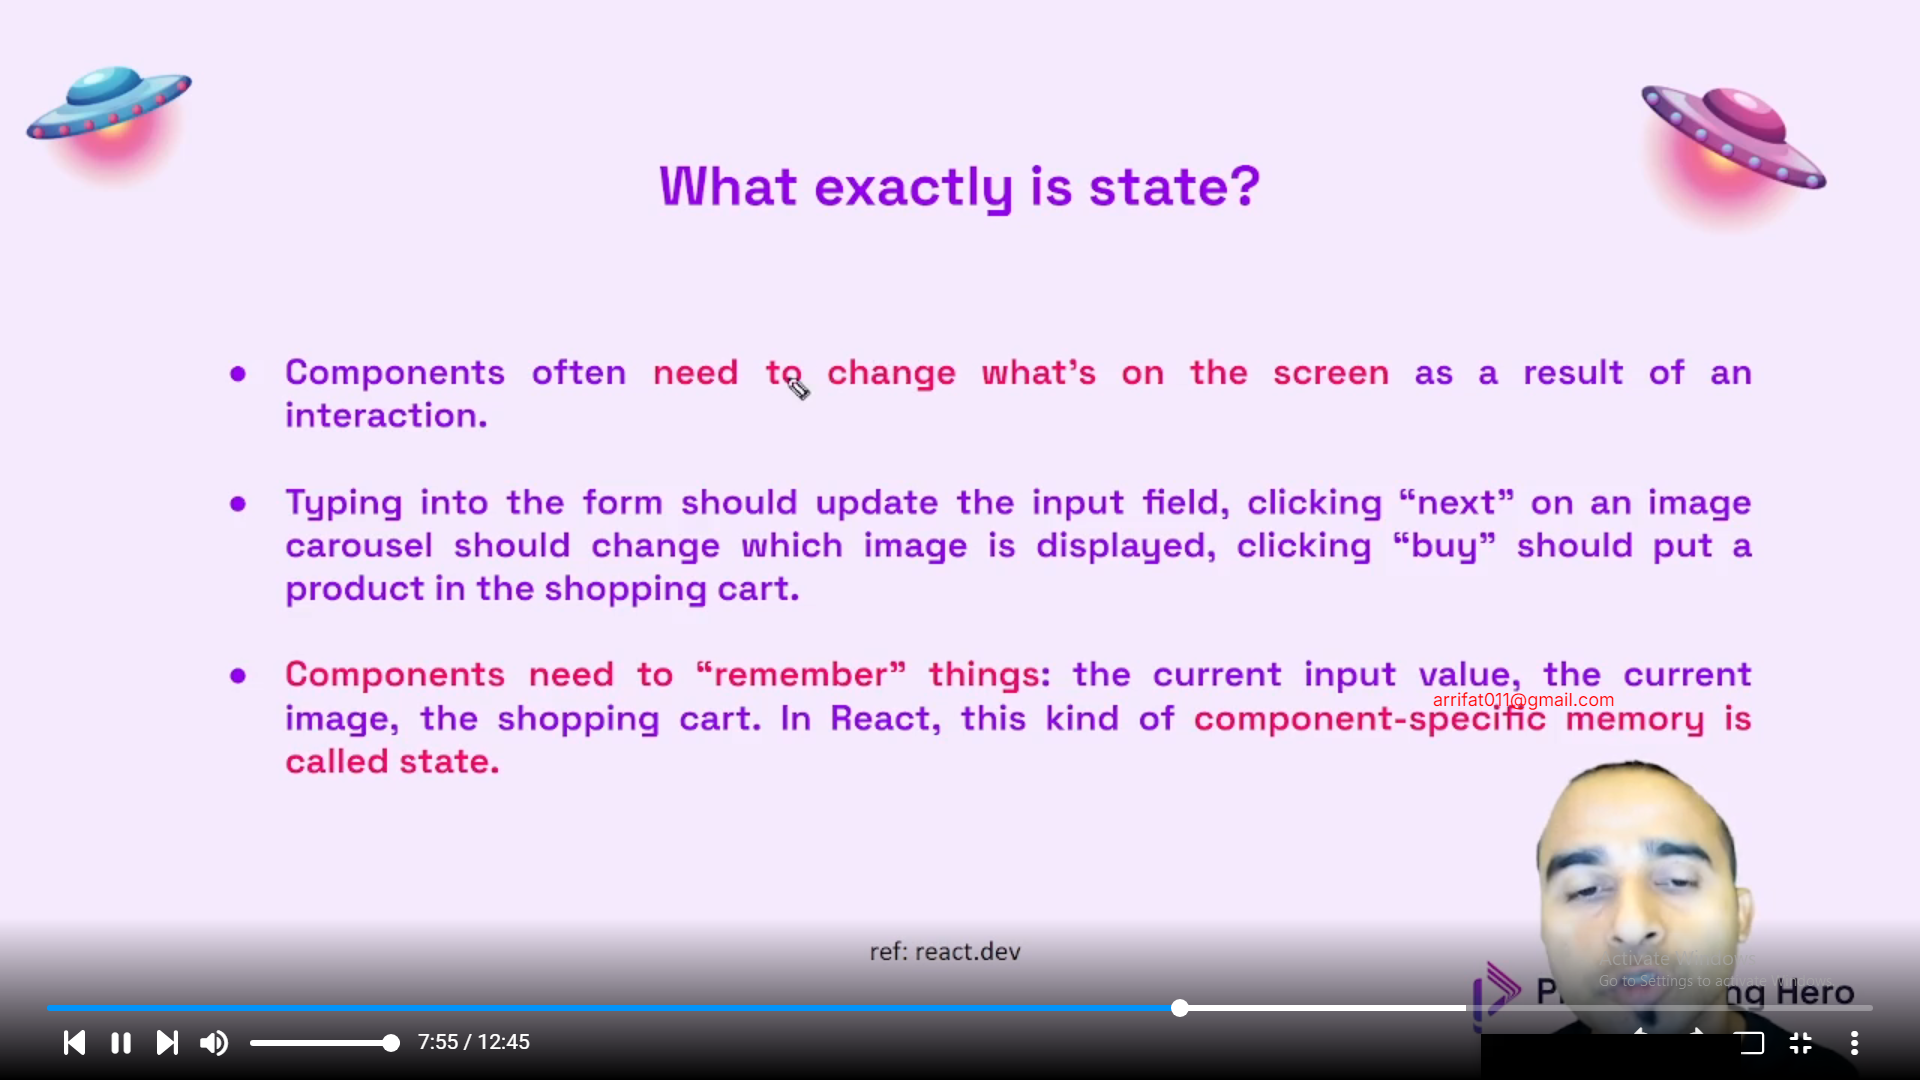 What exactly is state?
● Components often need to change what's on the screen as a result of an
interaction.
● Typing into the form should update the input field, clicking “next” on an image
carousel should change which image is displayed, clicking “buy” should put a
product in the shopping cart.
● Components need to “remember” things: the current input value, the current
arrifat011@gmail.com
image, the shopping cart. In React, this kind of component-specific memory is
called state.
ref: react.dev
Activate Windows
Go to Settings to activate Windows.
Hero
7:55 / 12:45